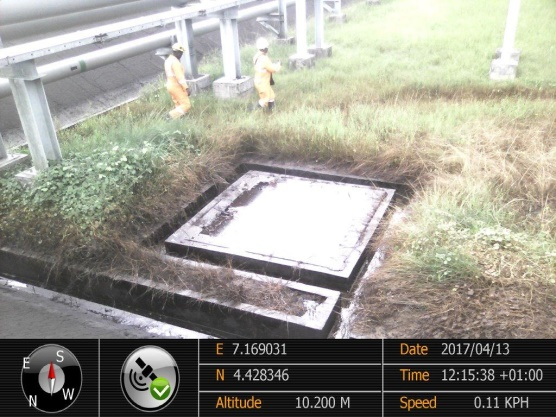 E S
N W
E 7.169031
N 4.428346
Altitude 10.200 M
Date 2017/04/13
Time 12:15:38 +01:00
Speed 0.11 KPH